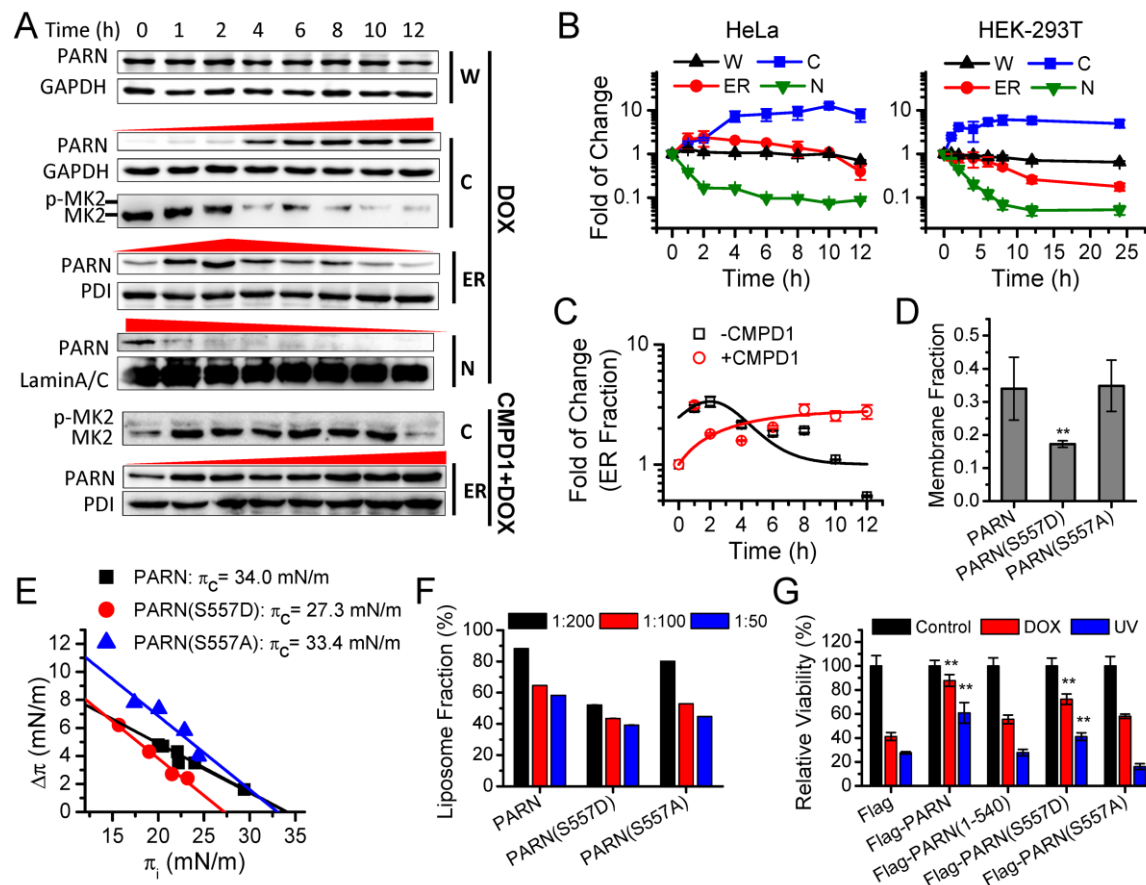 A Time (h) 0 1 2 4 6 8 10 12
PARN
GAPDH
W
PARN
GAPDH
p-MK2
MK2
C
PARN
PDI
ER
PARN
LaminA/C
N
DOX
p-MK2
MK2
C
PARN
PDI
ER
CMPD1+DOX
B
HeLa
HEK-293T
W C
ER N
W C
ER N
Fold of Change
10
1
0.1
0 2 4 6 8 10 12
Time (h)
10
1
0.1
0 5 10 15 20 25
Time (h)
C
-CMPD1
+CMPD1
Fold of Change
(ER Fraction)
1
0 2 4 6 8 10 12
Time (h)
D
Membrane Fraction
0.5
0.4
0.3
0.2
0.1
0.0
**
PARN
PARN(S557D)
PARN(S557A)
E
PARN: πC= 34.0 mN/m
PARN(S557D): πC= 27.3 mN/m
PARN(S557A): πC= 33.4 mN/m
Δπ (mN/m)
12
10
8
6
4
2
0
15 20 25 30 35
πi (mN/m)
F
1:200 1:100 1:50
Liposome Fraction (%)
100
80
60
40
20
0
PARN
PARN(S557D)
PARN(S557A)
G
Control DOX UV
Relative Viability (%)
120
100
80
60
40
20
0
**
**
**
**
Flag
Flag-PARN
Flag-PARN(1-540)
Flag-PARN(S557D)
Flag-PARN(S557A)